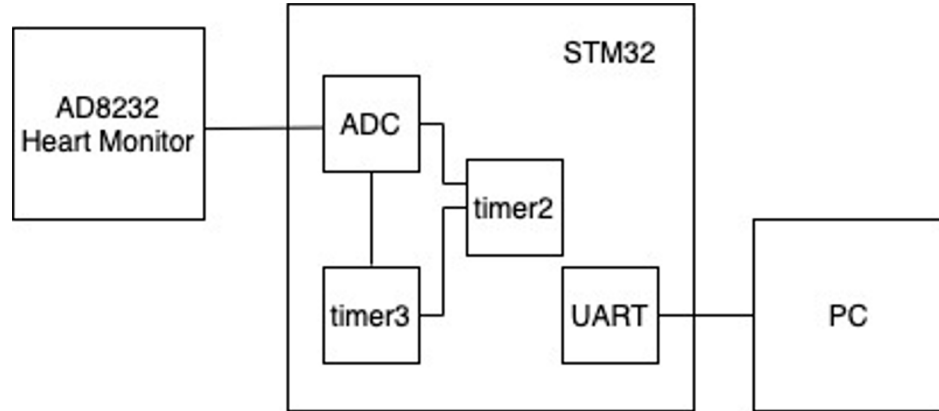 STM32
AD8232
Heart Monitor
ADC
timer2
timer3
UART
PC